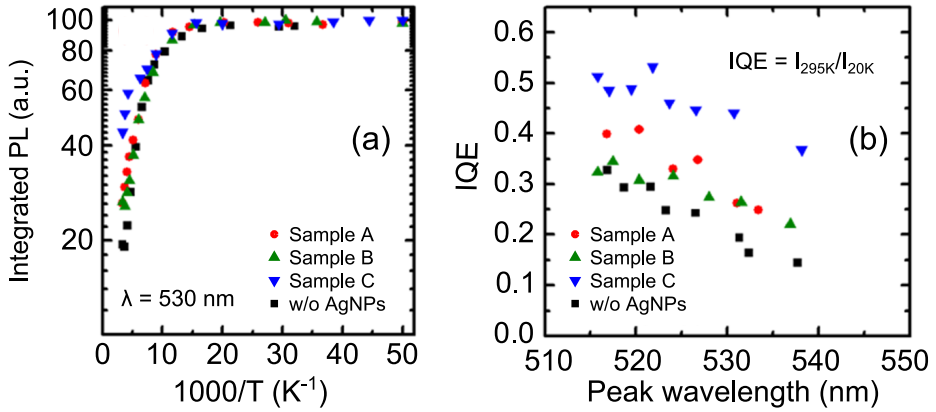 Integrated PL (a.u.)
100
80
60
40
20
(a)
Sample A
Sample B
Sample C
w/o AgNPs
λ = 530 nm
0 10 20 30 40 50
1000/T (K⁻¹)
IQE
0.6
0.5
0.4
0.3
0.2
0.1
0.0
IQE = I₂₉₅K/I₂₀K
(b)
Sample A
Sample B
Sample C
w/o AgNPs
510 520 530 540 550
Peak wavelength (nm)